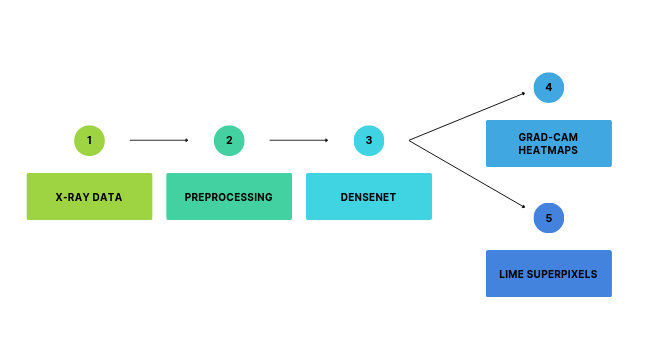 1
2
3
4
5
X-RAY DATA
PREPROCESSING
DENSENET
GRAD-CAM
HEATMAPS
LIME SUPERPIXELS